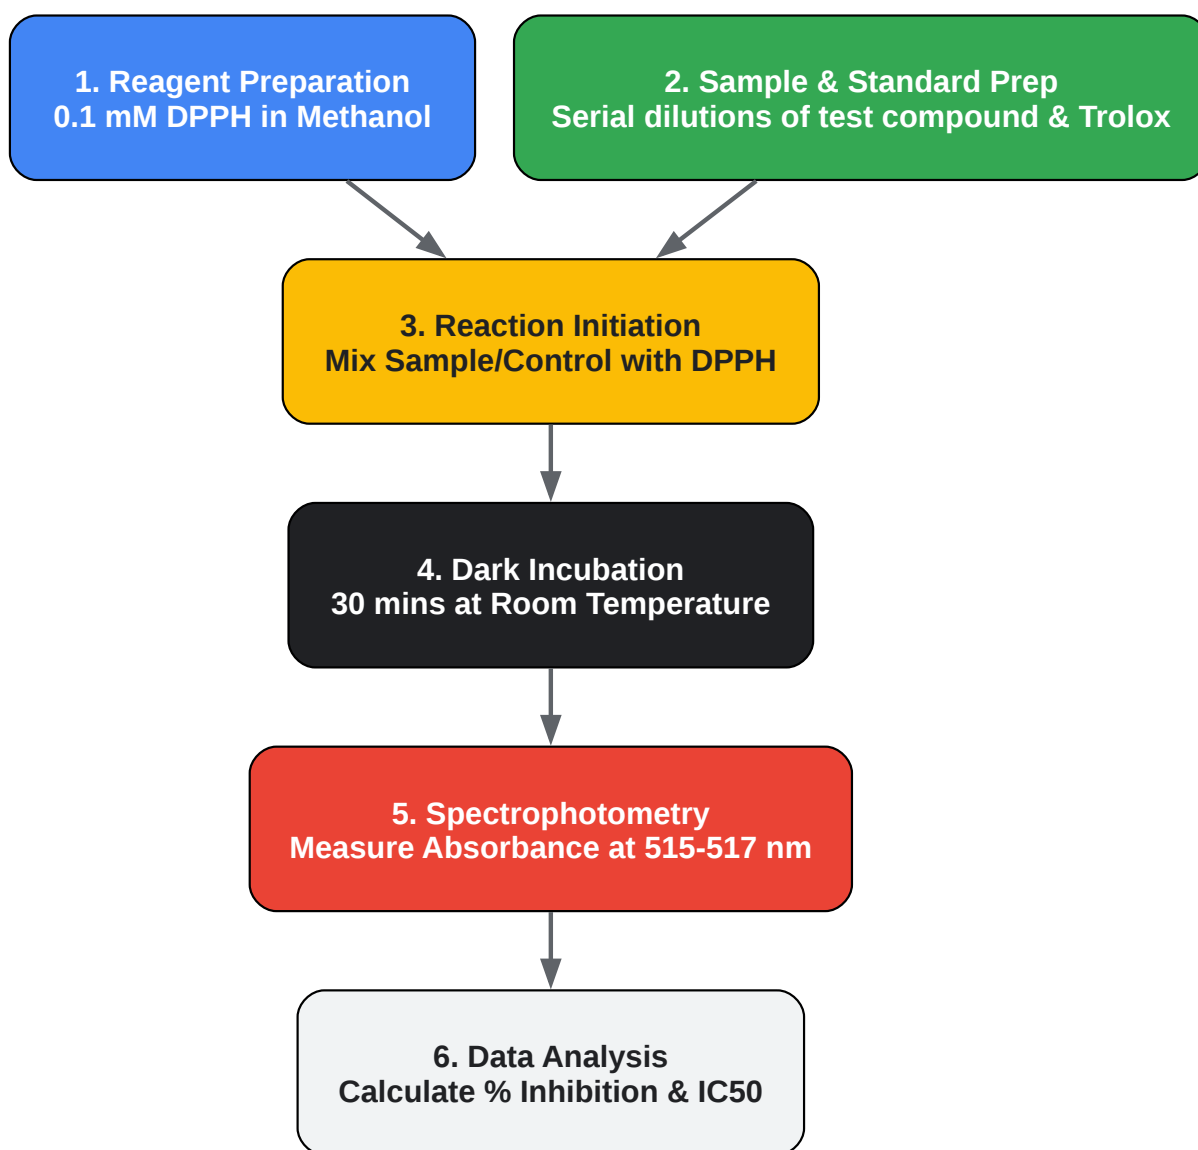 1. Reagent Preparation
0.1 mM DPPH in Methanol
2. Sample & Standard Prep
Serial dilutions of test compound & Trolox
3. Reaction Initiation
Mix Sample/Control with DPPH
4. Dark Incubation
30 mins at Room Temperature
5. Spectrophotometry
Measure Absorbance at 515-517 nm
6. Data Analysis
Calculate % Inhibition & IC50